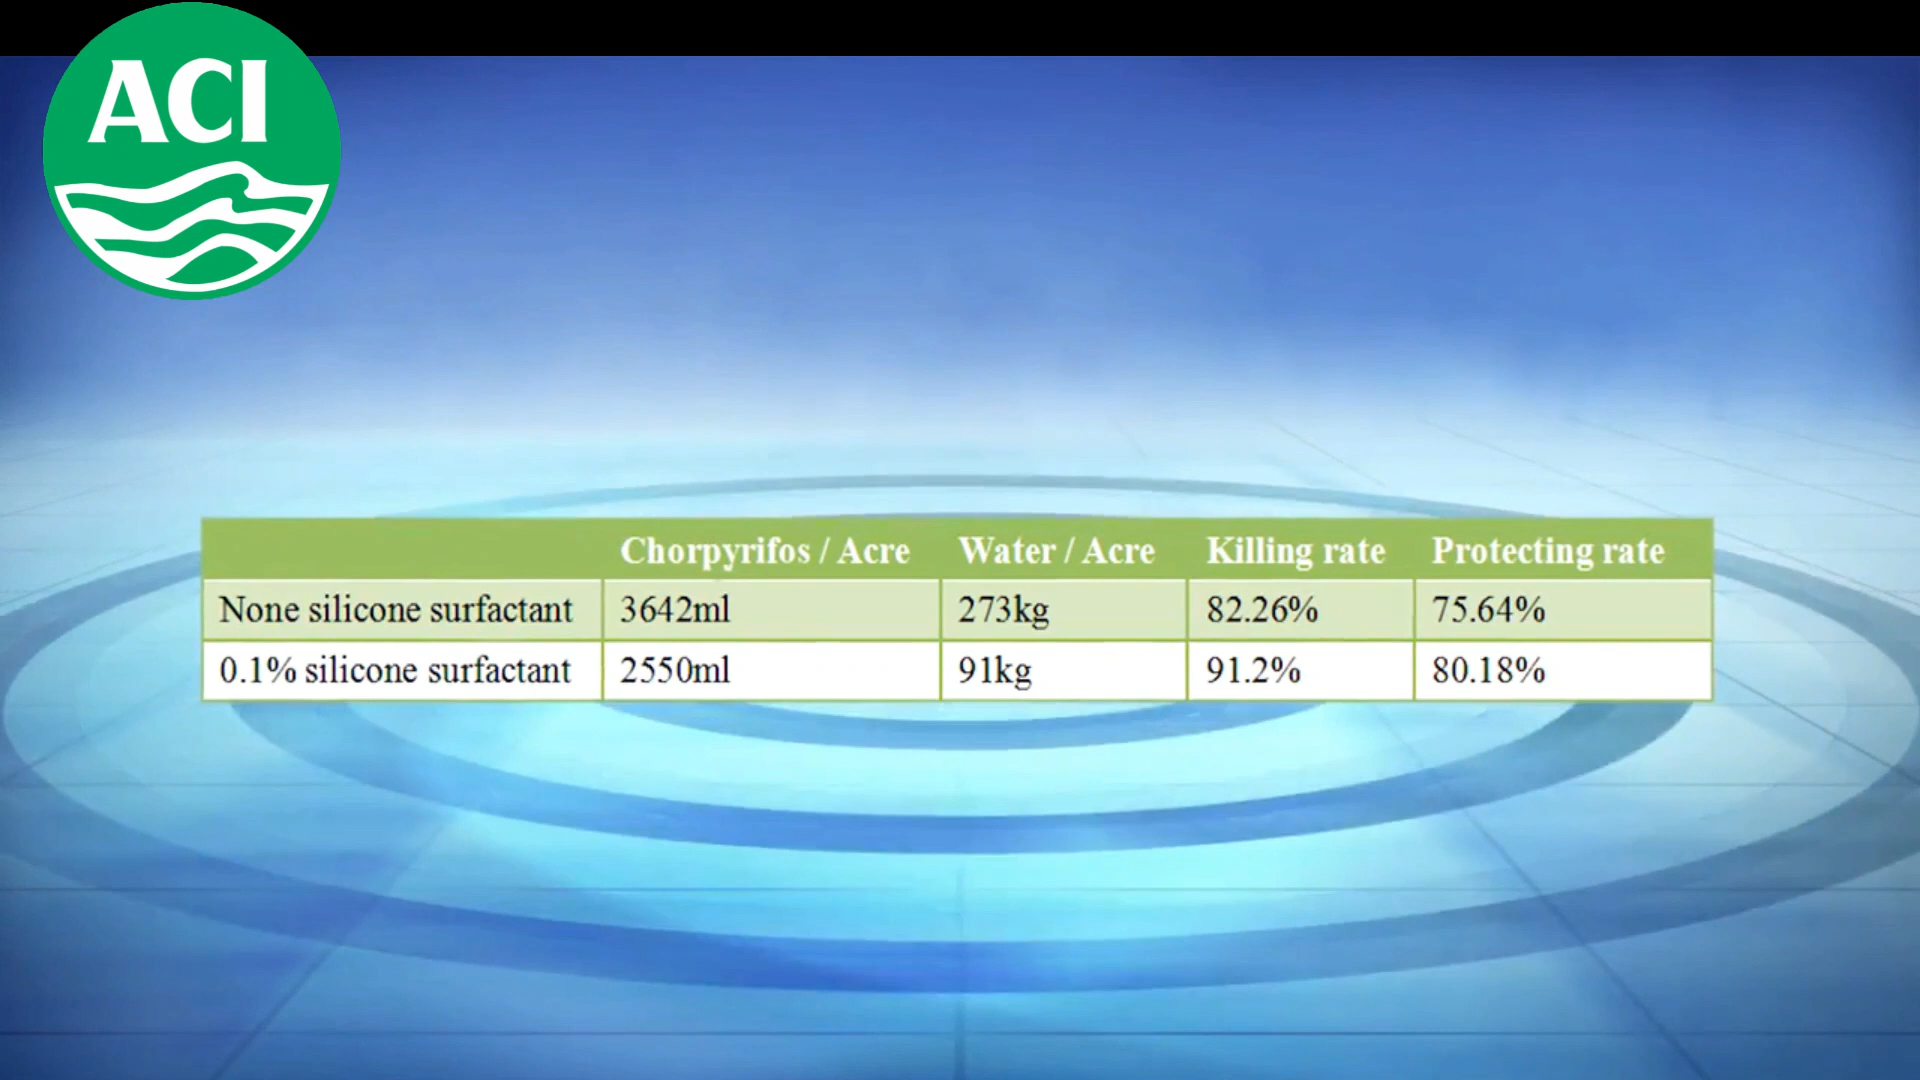 ACI
Chorpyrifos / Acre Water / Acre Killing rate Protecting rate
None silicone surfactant 3642ml 273kg 82.26% 75.64%
0.1% silicone surfactant 2550ml 91kg 91.2% 80.18%